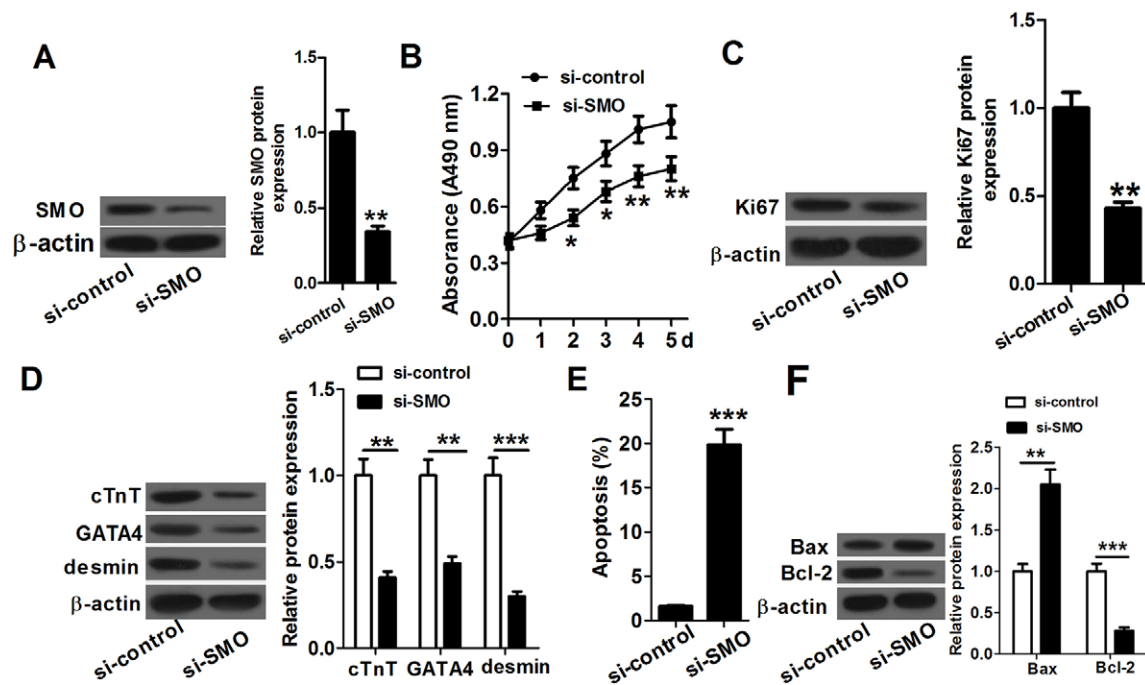 A
SMO
β-actin
si-control
si-SMO
Relative SMO protein
expression
1.5
1.0
0.5
0.0
**
si-control
si-SMO
B
si-control
si-SMO
Absorance (A490 nm)
1.2
0.9
0.6
0.3
0.0
*
*
**
**
0 1 2 3 4 5 d
C
Ki67
β-actin
si-control
si-SMO
Relative Ki67 protein
expression
1.5
1.0
0.5
0.0
**
si-control
si-SMO
D
cTnT
GATA4
desmin
β-actin
si-control
si-SMO
si-control
si-SMO
Relative protein expression
1.5
1.0
0.5
0.0
**
**
***
cTnT GATA4 desmin
E
Apoptosis (%)
25
20
15
10
5
0
***
si-control
si-SMO
F
Bax
Bcl-2
β-actin
si-control
si-SMO
si-control
si-SMO
Relative protein expression
2.5
2.0
1.5
1.0
0.5
0.0
**
***
Bax Bcl-2